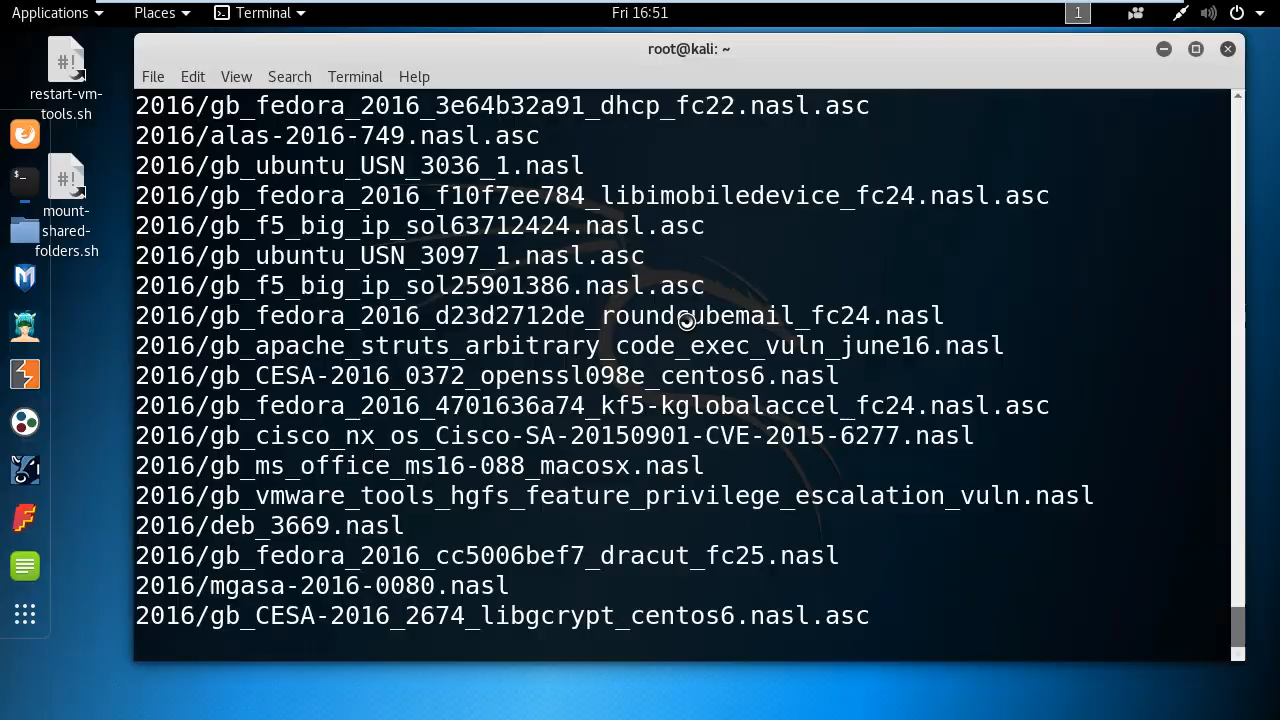 Applications Places Terminal Fri 16:51 1
root@kali: ~
File Edit View Search Terminal Help
#!
restart-vm-
tools.sh
#!
mount-
shared-
folders.sh
2016/gb_fedora_2016_3e64b32a91_dhcp_fc22.nasl.asc
2016/alas-2016-749.nasl.asc
2016/gb_ubuntu_USN_3036_1.nasl
2016/gb_fedora_2016_f10f7ee784_libimobiledevice_fc24.nasl.asc
2016/gb_f5_big_ip_sol63712424.nasl.asc
2016/gb_ubuntu_USN_3097_1.nasl.asc
2016/gb_f5_big_ip_sol25901386.nasl.asc
2016/gb_fedora_2016_d23d2712de_roundcubemail_fc24.nasl
2016/gb_apache_struts_arbitrary_code_exec_vuln_june16.nasl
2016/gb_CESA-2016_0372_openssl098e_centos6.nasl
2016/gb_fedora_2016_4701636a74_kf5-kglobalaccel_fc24.nasl.asc
2016/gb_cisco_nx_os_Cisco-SA-20150901-CVE-2015-6277.nasl
2016/gb_ms_office_ms16-088_macosx.nasl
2016/gb_vmware_tools_hgfs_feature_privilege_escalation_vuln.nasl
2016/deb_3669.nasl
2016/gb_fedora_2016_cc5006bef7_dracut_fc25.nasl
2016/mgasa-2016-0080.nasl
2016/gb_CESA-2016_2674_libgcrypt_centos6.nasl.asc